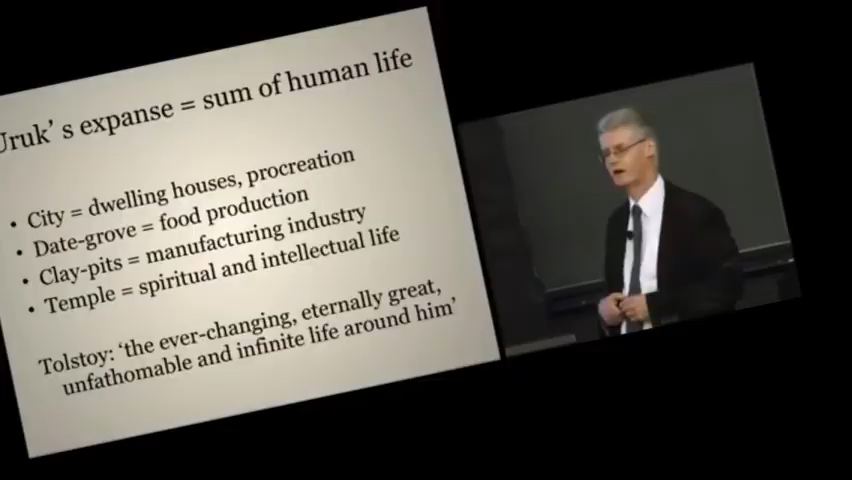 Uruk's expanse = sum of human life
• City = dwelling houses, procreation
• Date-grove = food production
• Clay-pits = manufacturing industry
• Temple = spiritual and intellectual life
Tolstoy: ‘the ever-changing, eternally great,
unfathomable and infinite life around him’